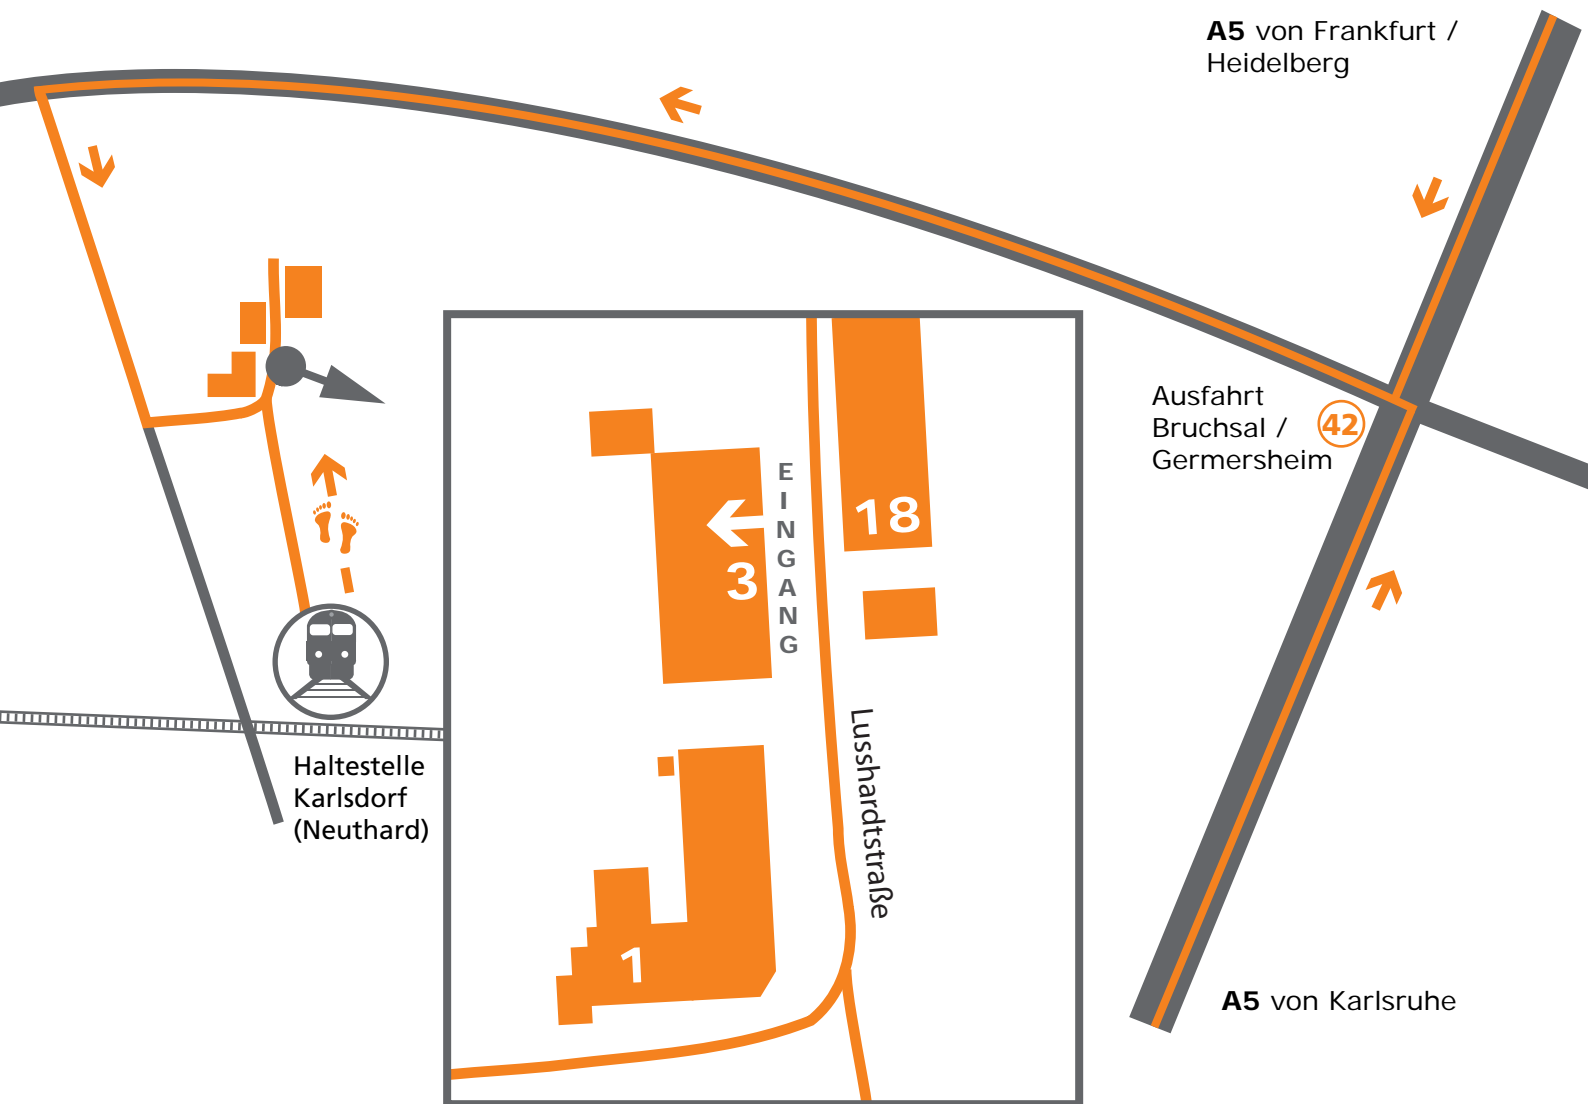 A5 von Frankfurt /
Heidelberg
Ausfahrt
Bruchsal /
Germersheim
42
EINGANG
18
3
Lusshardtstraße
1
Haltestelle
Karlsdorf
(Neuthard)
A5 von Karlsruhe